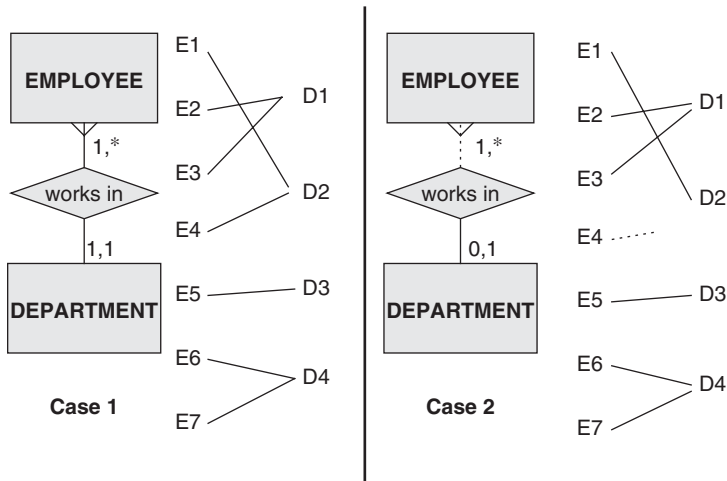 EMPLOYEE
1,*
works in
1,1
DEPARTMENT
Case 1
E1
E2
E3
E4
E5
E6
E7
D1
D2
D3
D4
EMPLOYEE
1,*
works in
0,1
DEPARTMENT
Case 2
E1
E2
E3
E4
E5
E6
E7
D1
D2
D3
D4